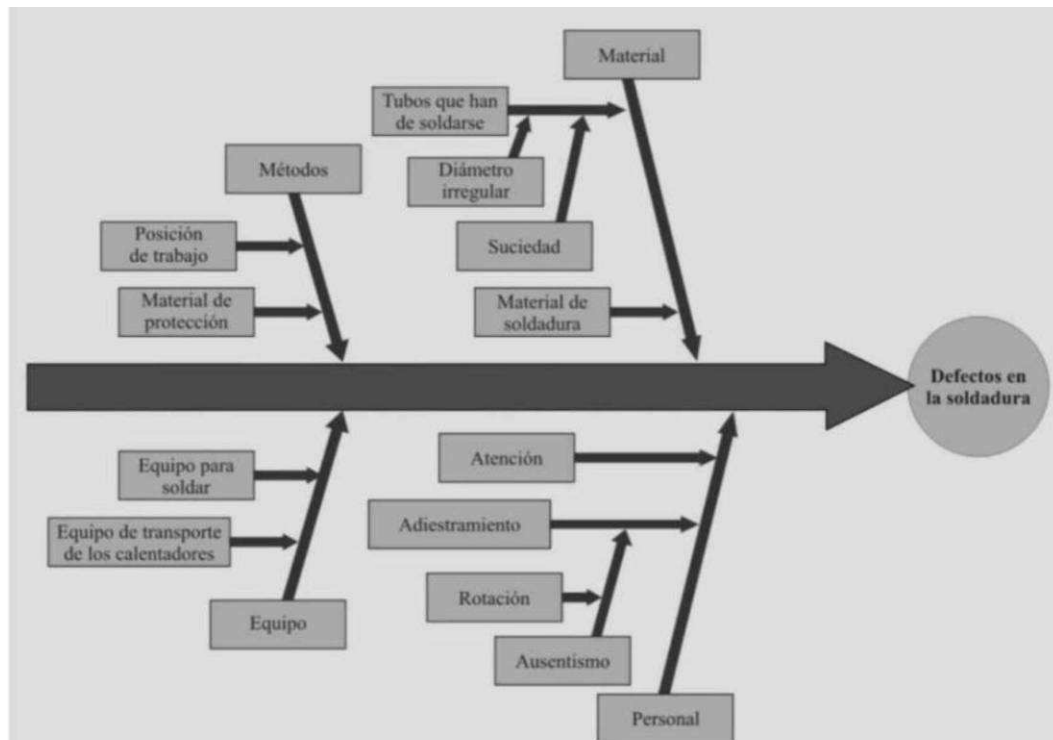 Material
Tubos que han
de soldarse
Diámetro
irregular
Suciedad
Material de
soldadura
Métodos
Posición
de trabajo
Material de
protección
Defectos en
la soldadura
Equipo para
soldar
Equipo de transporte
de los calentadores
Equipo
Atención
Adiestramiento
Rotación
Ausentismo
Personal